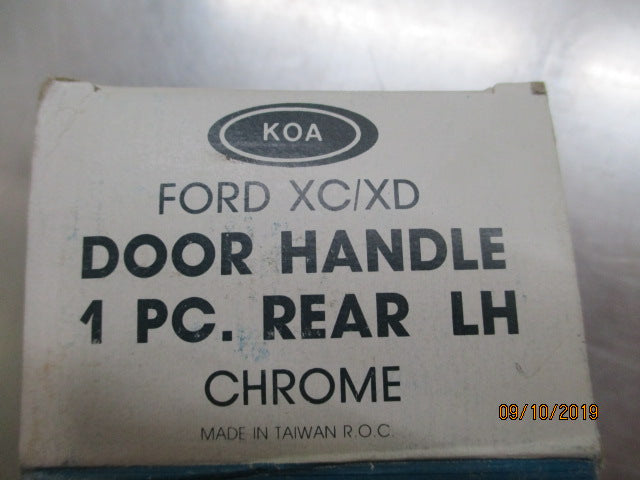 KOA
FORD XC/XD
DOOR HANDLE
1 PC. REAR LH
CHROME
MADE IN TAIWAN R.O.C.
09/10/2019